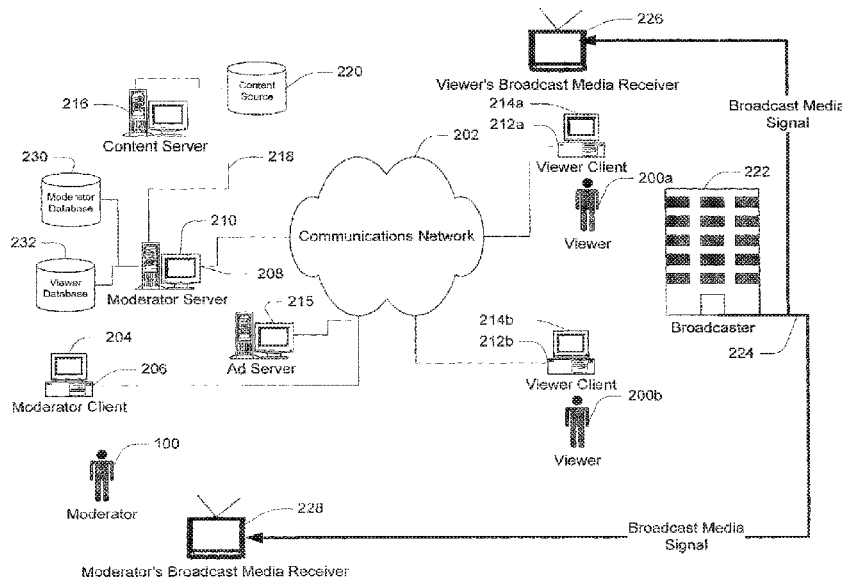 226
220
Content
Source
216
Content Server
Viewer's Broadcast Media Receiver
214a
212a
Viewer Client
Broadcast Media
Signal
202
230
Moderator
Database
218
200a
Viewer
222
210
Communications Network
232
Viewer
Database
208
Moderator Server
215
Ad Server
Broadcaster
224
214b
212b
Viewer Client
204
206
Moderator Client
200b
Viewer
100
Moderator
228
Broadcast Media
Signal
Moderator's Broadcast Media Receiver